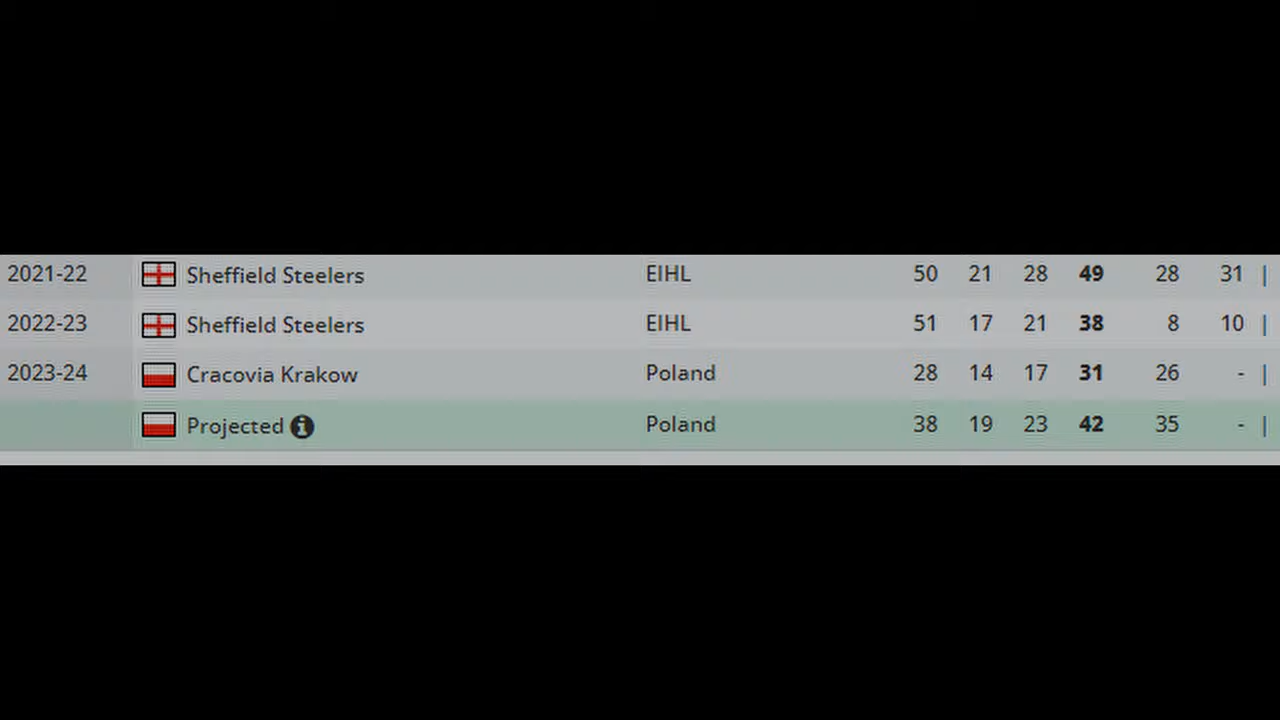 2021-22 Sheffield Steelers EIHL 50 21 28 49 28 31 |
2022-23 Sheffield Steelers EIHL 51 17 21 38 8 10 |
2023-24 Cracovia Krakow Poland 28 14 17 31 26 - |
Projected Poland 38 19 23 42 35 - |